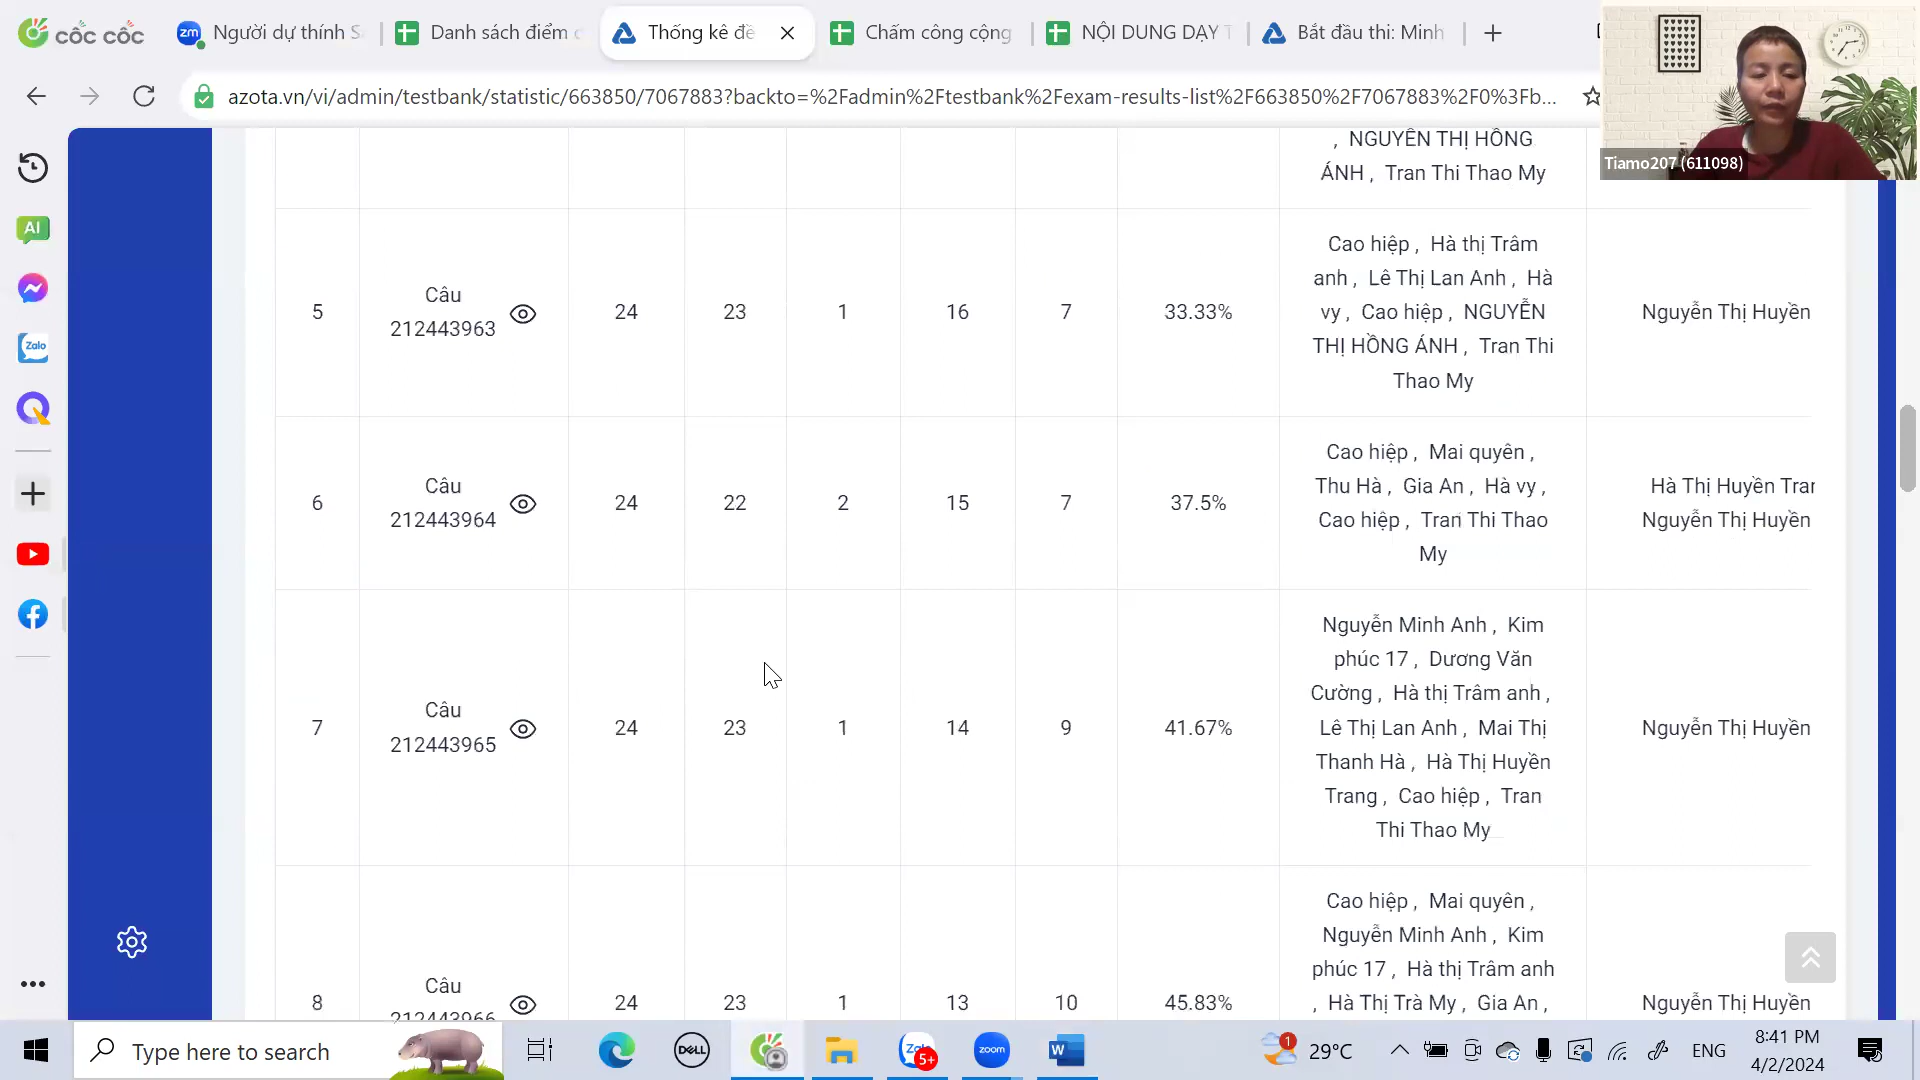 cốc cốc
Người dự thính S
Danh sách điểm c
Thống kê đề
Chấm công cộng
NỘI DUNG DẠY T
Bắt đầu thi: Minh
azota.vn/vi/admin/testbank/statistic/663850/7067883?backto=%2Fadmin%2Ftestbank%2Fexam-results-list%2F663850%2F7067883%2F0%3Fb...
Tiamo207 (611098)
, NGUYỄN THỊ HỒNG
ÁNH , Tran Thi Thao My
5
Câu
212443963
24
23
1
16
7
33.33%
Cao hiệp , Hà thị Trâm
anh , Lê Thị Lan Anh , Hà
vy , Cao hiệp , NGUYỄN
THỊ HỒNG ÁNH , Tran Thi
Thao My
Nguyễn Thị Huyền
6
Câu
212443964
24
22
2
15
7
37.5%
Cao hiệp , Mai quyên ,
Thu Hà , Gia An , Hà vy ,
Cao hiệp , Tran Thi Thao
My
Hà Thị Huyền Trar
Nguyễn Thị Huyền
7
Câu
212443965
24
23
1
14
9
41.67%
Nguyễn Minh Anh , Kim
phúc 17 , Dương Văn
Cường , Hà thị Trâm anh ,
Lê Thị Lan Anh , Mai Thị
Thanh Hà , Hà Thị Huyền
Trang , Cao hiệp , Tran
Thi Thao My
Nguyễn Thị Huyền
8
Câu
212443966
24
23
1
13
10
45.83%
Cao hiệp , Mai quyên ,
Nguyễn Minh Anh , Kim
phúc 17 , Hà thị Trâm anh
, Hà Thị Trà My , Gia An ,
Nguyễn Thị Huyền
AI
Zalo
Type here to search
DELL
5+
zoom
1
29°C
ENG
8:41 PM
4/2/2024